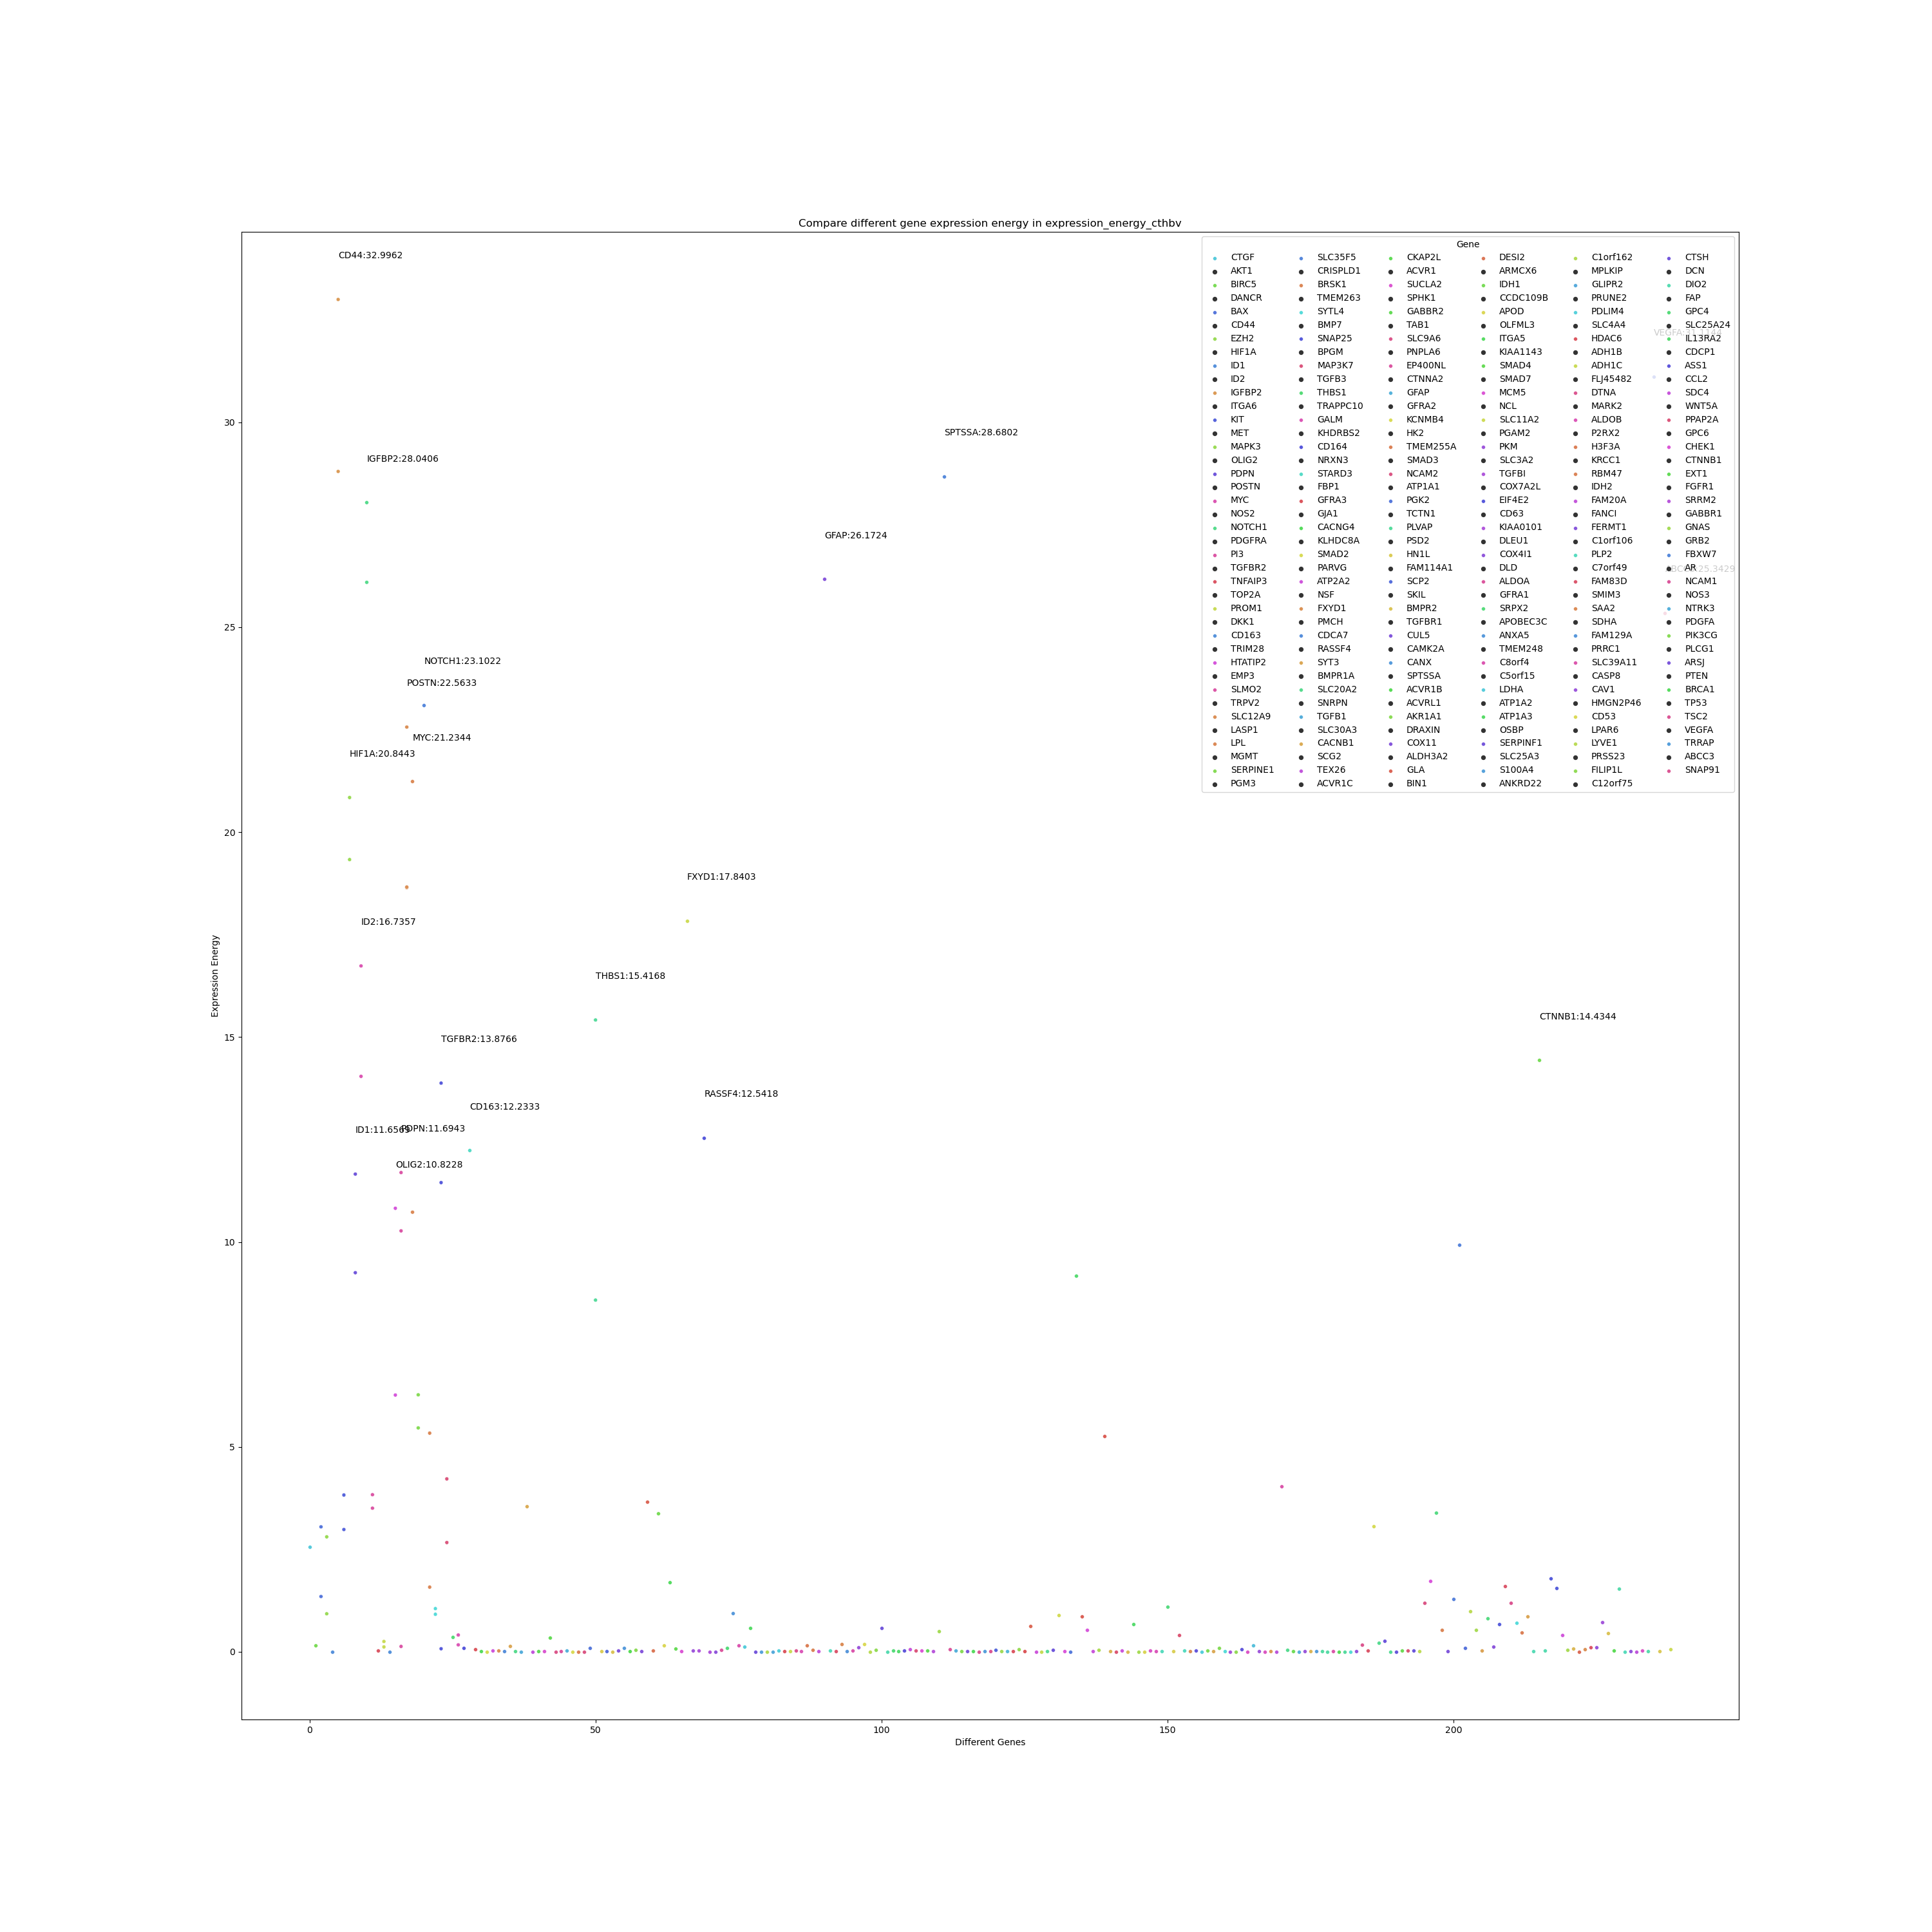 Compare different gene expression energy in expression_energy_cthbv
CD44:32.9962
IGFBP2:28.0406
SPTSSA:28.6802
GFAP:26.1724
NOTCH1:23.1022
POSTN:22.5633
MYC:21.2344
HIF1A:20.8443
FXYD1:17.8403
ID2:16.7357
THBS1:15.4168
CTNNB1:14.4344
TGFBR2:13.8766
RASSF4:12.5418
CD163:12.2333
PDPN:11.6943
OLIG2:10.8228
Gene
CTGF SLC35F5 CKAP2L DESI2 C1orf162 CTSH
AKT1 CRISPLD1 ACVR1 ARMCX6 MPLKIP DCN
BIRC5 BRSK1 SUCLA2 IDH1 GLIPR2 DIO2
DANCR TMEM263 SPHK1 CCDC109B PRUNE2 FAP
BAX SYTL4 GABBR2 APOD PDLIM4 GPC4
CD44 BMP7 TAB1 OLFML3 SLC4A4 SLC25A24
EZH2 SNAP25 SLC9A6 ITGA5 HDAC6 IL13RA2
HIF1A BPGM PNPLA6 KIAA1143 ADH1B CDCP1
ID1 MAP3K7 EP400NL SMAD4 ADH1C ASS1
ID2 TGFB3 CTNNA2 SMAD7 FLJ45482 CCL2
IGFBP2 THBS1 GFAP MCM5 DTNA SDC4
ITGA6 TRAPPC10 GFRA2 NCL MARK2 WNT5A
KIT GALM KCNMB4 SLC11A2 ALDOB PPAP2A
MET KHDRBS2 HK2 PGAM2 P2RX2 GPC6
MAPK3 CD164 TMEM255A PKM H3F3A CHEK1
OLIG2 NRXN3 SMAD3 SLC3A2 KRCC1 CTNNB1
PDPN STARD3 NCAM2 TGFBI RBM47 EXT1
POSTN FBP1 ATP1A1 COX7A2L IDH2 FGFR1
MYC GFRA3 PGK2 EIF4E2 FAM20A SRRM2
NOS2 GJA1 TCTN1 CD63 FANCI GABBR1
NOTCH1 CACNG4 PLVAP KIAA0101 FERMT1 GNAS
PDGFRA KLHDC8A PSD2 DLEU1 C1orf106 GRB2
PI3 SMAD2 HN1L COX4I1 PLP2 FBXW7
TGFBR2 PARVG FAM114A1 DLD C7orf49 AR
TNFAIP3 ATP2A2 SCP2 ALDOA FAM83D NCAM1
TOP2A NSF SKIL GFRA1 SMIM3 NOS3
PROM1 FXYD1 BMPR2 SRPX2 SAA2 NTRK3
DKK1 PMCH TGFBR1 APOBEC3C SDHA PDGFA
CD163 CDCA7 CUL5 ANXA5 FAM129A PIK3CG
TRIM28 RASSF4 CAMK2A TMEM248 PRRC1 PLCG1
HTATIP2 SYT3 CANX C8orf4 SLC39A11 ARSJ
EMP3 BMPR1A SPTSSA C5orf15 CASP8 PTEN
SLMO2 SLC20A2 ACVR1B LDHA CAV1 BRCA1
TRPV2 SNRPN ACVRL1 ATP1A2 HMGN2P46 TP53
SLC12A9 TGFB1 AKR1A1 ATP1A3 CD53 TSC2
LASP1 SLC30A3 DRAXIN OSBP LPAR6 VEGFA
LPL CACNB1 COX11 SERPINF1 LYVE1 TRRAP
MGMT SCG2 ALDH3A2 SLC25A3 PRSS23 ABCC3
SERPINE1 TEX26 GLA S100A4 FILIP1L SNAP91
PGM3 ACVR1C BIN1 ANKRD22 C12orf75
30
25
20
15
10
5
0
Expression Energy
0 50 100 150 200
Different Genes